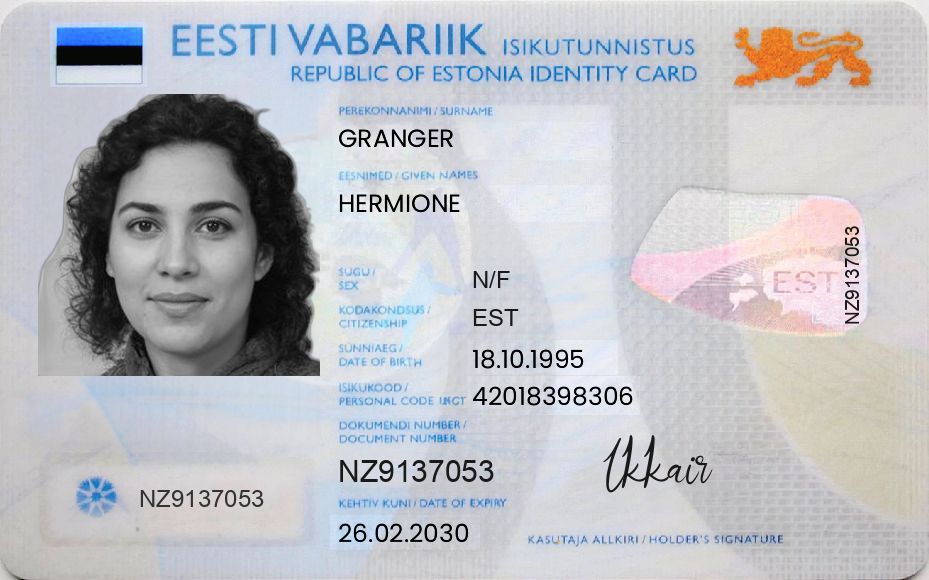 EESTI VABARIIK ISIKUTUNNISTUS
REPUBLIC OF ESTONIA IDENTITY CARD
PEREKONNANIMI / SURNAME
GRANGER
EESNIMED / GIVEN NAMES
HERMIONE
SUGU /
SEX
N/F
KODAKONDSUS /
CITIZENSHIP
EST
SÜNNIAEG /
DATE OF BIRTH
18.10.1995
ISIKUKOOD /
PERSONAL CODE
42018398306
DOKUMENDI NUMBER /
DOCUMENT NUMBER
NZ9137053
KEHTIV KUNI / DATE OF EXPIRY
26.02.2030
NZ9137053
EST
NZ9137053
KASUTAJA ALLKIRI / HOLDER'S SIGNATURE